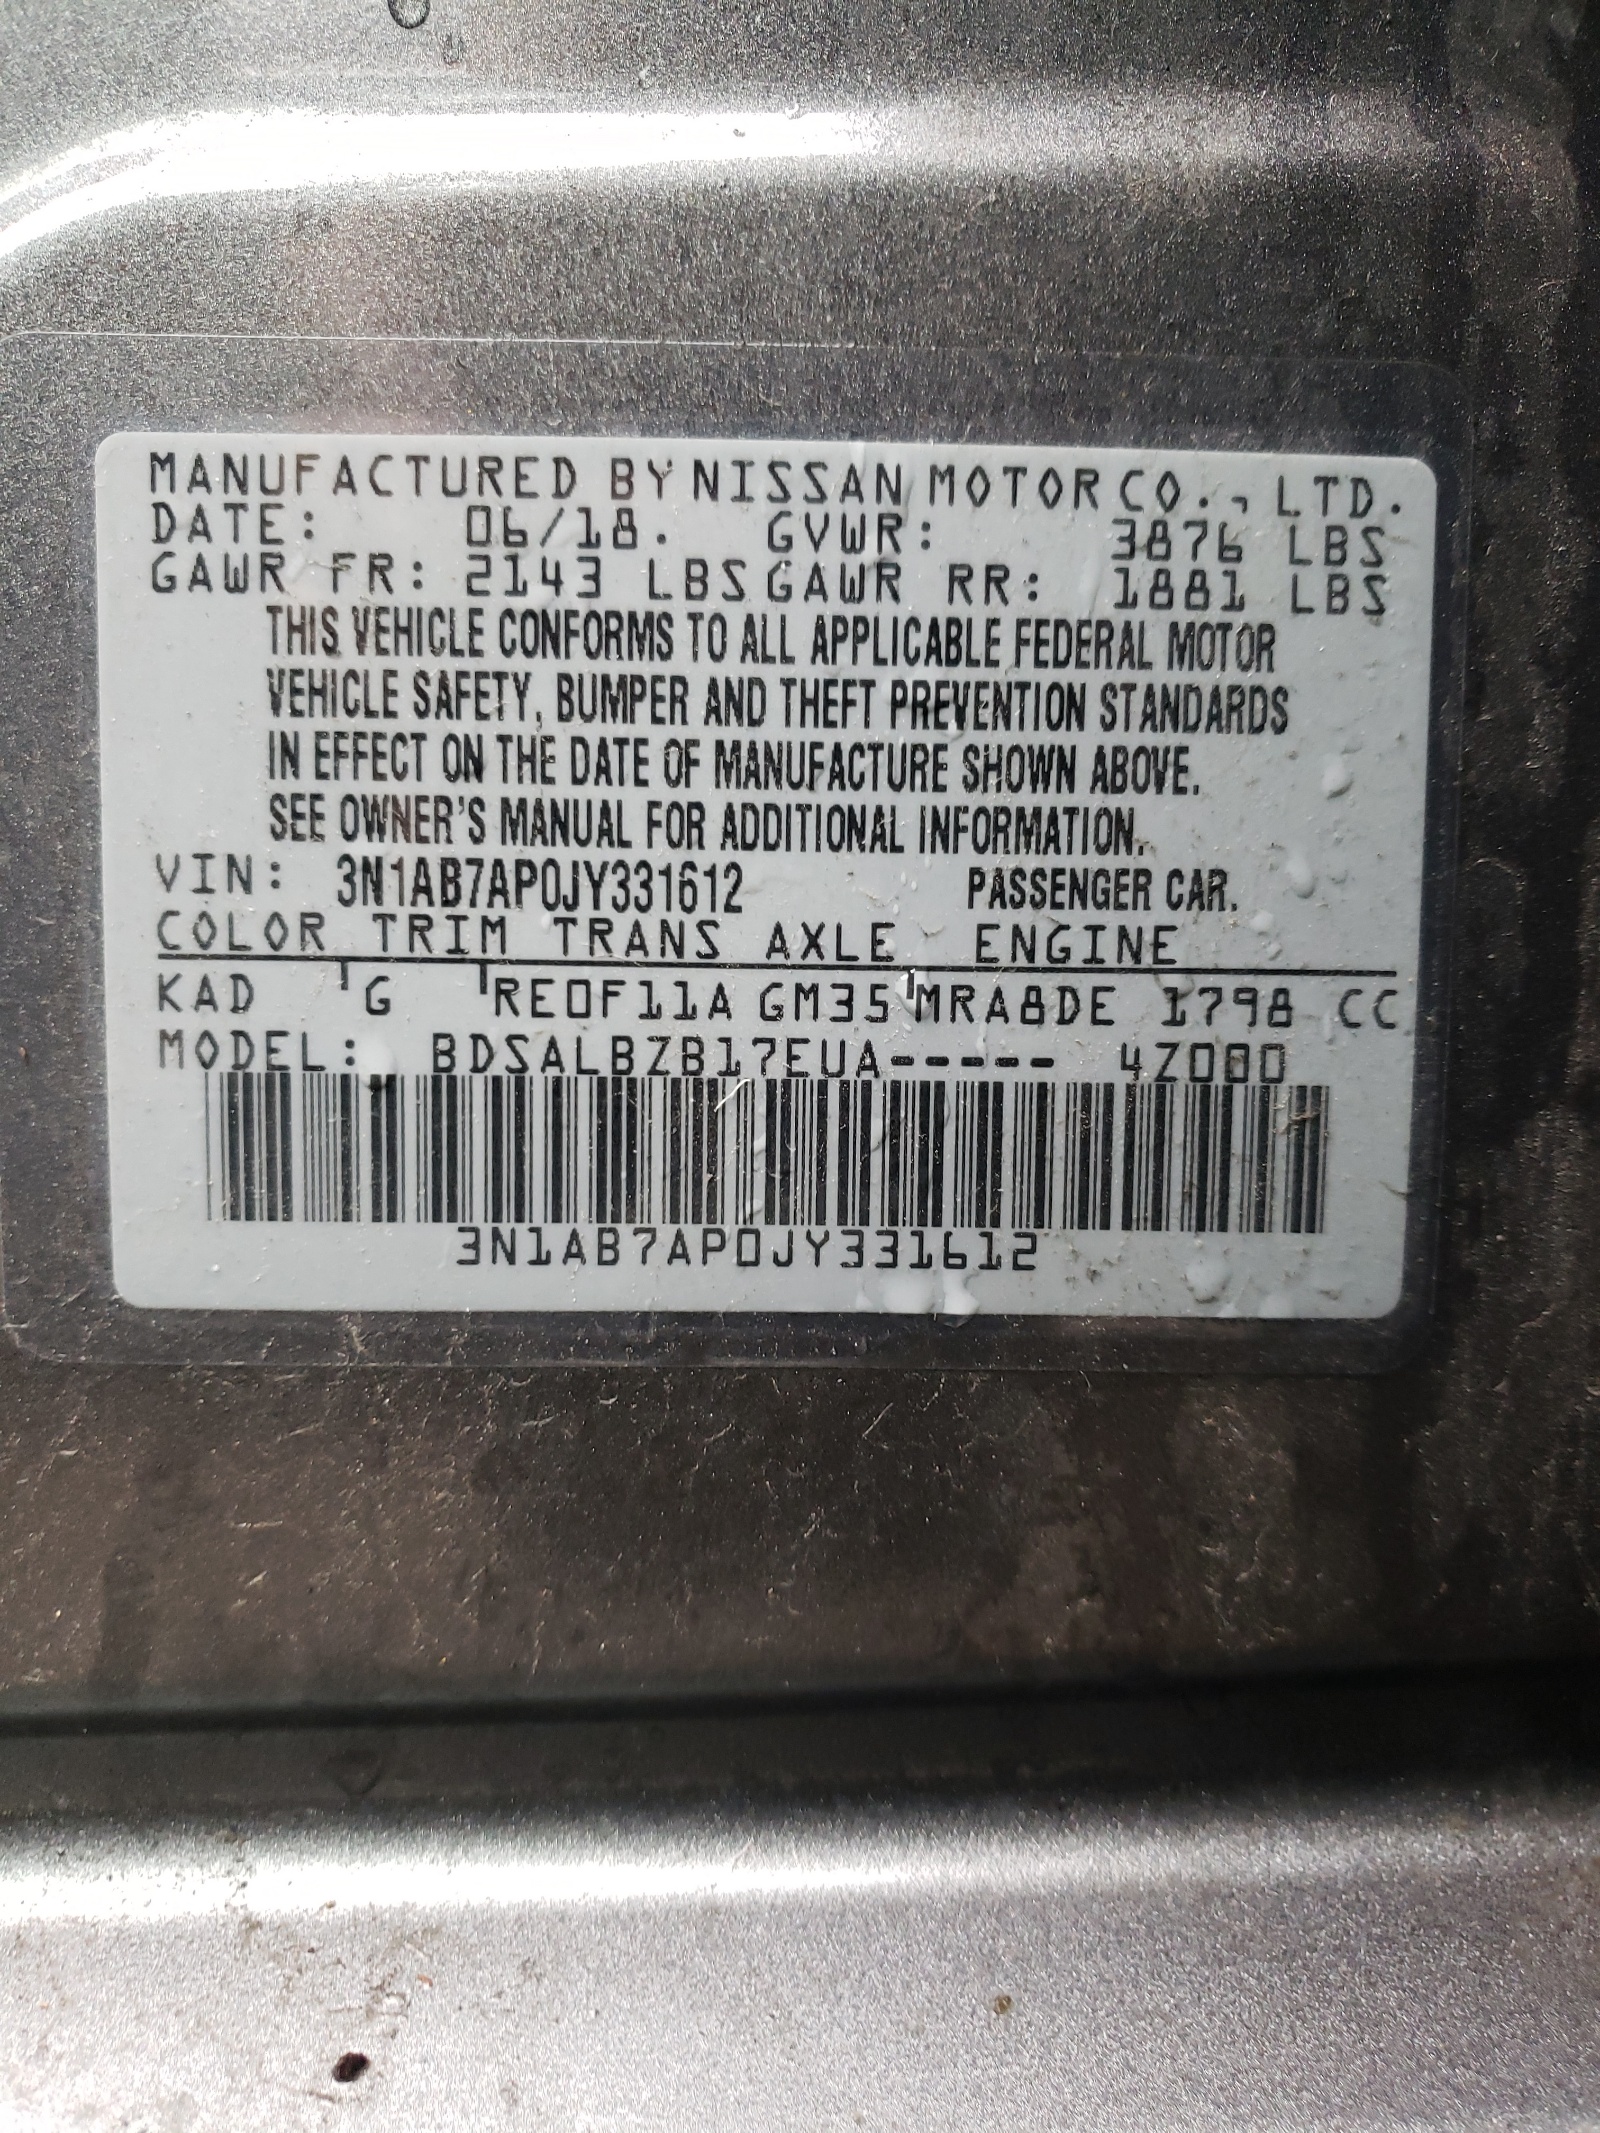 MANUFACTURED BY NISSAN MOTOR CO., LTD.
DATE: 06/18. GVWR: 3876 LBS
GAWR FR: 2143 LBS GAWR RR: 1881 LBS
THIS VEHICLE CONFORMS TO ALL APPLICABLE FEDERAL MOTOR
VEHICLE SAFETY, BUMPER AND THEFT PREVENTION STANDARDS
IN EFFECT ON THE DATE OF MANUFACTURE SHOWN ABOVE.
SEE OWNER'S MANUAL FOR ADDITIONAL INFORMATION.
VIN: 3N1AB7AP0JY331612 PASSENGER CAR.
COLOR TRIM TRANS AXLE ENGINE
KAD G RE0F11A GM35 MRA8DE 1798 CC
MODEL: BDSALBZB17EUA----- 4Z000
3N1AB7AP0JY331612